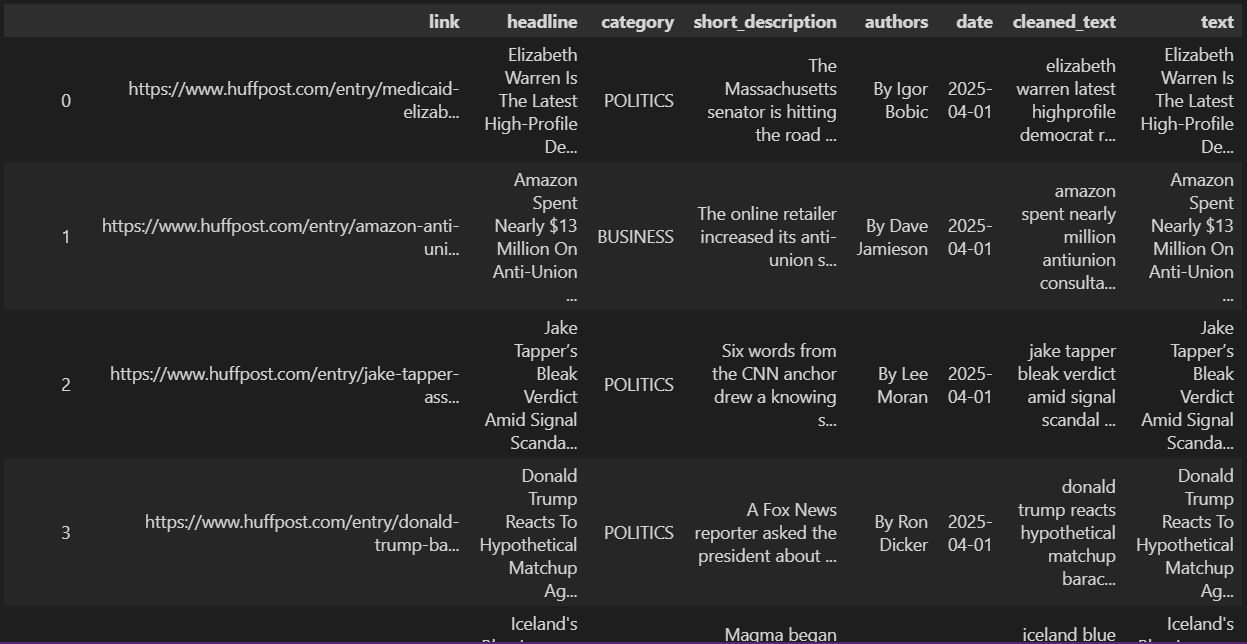 link headline category short_description authors date cleaned_text text
0 https://www.huffpost.com/entry/medicaid-elizab... Elizabeth Warren Is The Latest High-Profile De... POLITICS The Massachusetts senator is hitting the road ... By Igor Bobic 2025-04-01 elizabeth warren latest highprofile democrat r... Elizabeth Warren Is The Latest High-Profile De...
1 https://www.huffpost.com/entry/amazon-anti-uni... Amazon Spent Nearly $13 Million On Anti-Union ... BUSINESS The online retailer increased its anti-union s... By Dave Jamieson 2025-04-01 amazon spent nearly million antiunion consulta... Amazon Spent Nearly $13 Million On Anti-Union ...
2 https://www.huffpost.com/entry/jake-tapper-ass... Jake Tapper’s Bleak Verdict Amid Signal Scanda... POLITICS Six words from the CNN anchor drew a knowing s... By Lee Moran 2025-04-01 jake tapper bleak verdict amid signal scandal ... Jake Tapper’s Bleak Verdict Amid Signal Scanda...
3 https://www.huffpost.com/entry/donald-trump-ba... Donald Trump Reacts To Hypothetical Matchup Ag... POLITICS A Fox News reporter asked the president about ... By Ron Dicker 2025-04-01 donald trump reacts hypothetical matchup barac... Donald Trump Reacts To Hypothetical Matchup Ag...
Iceland's Magma began iceland blue Iceland's